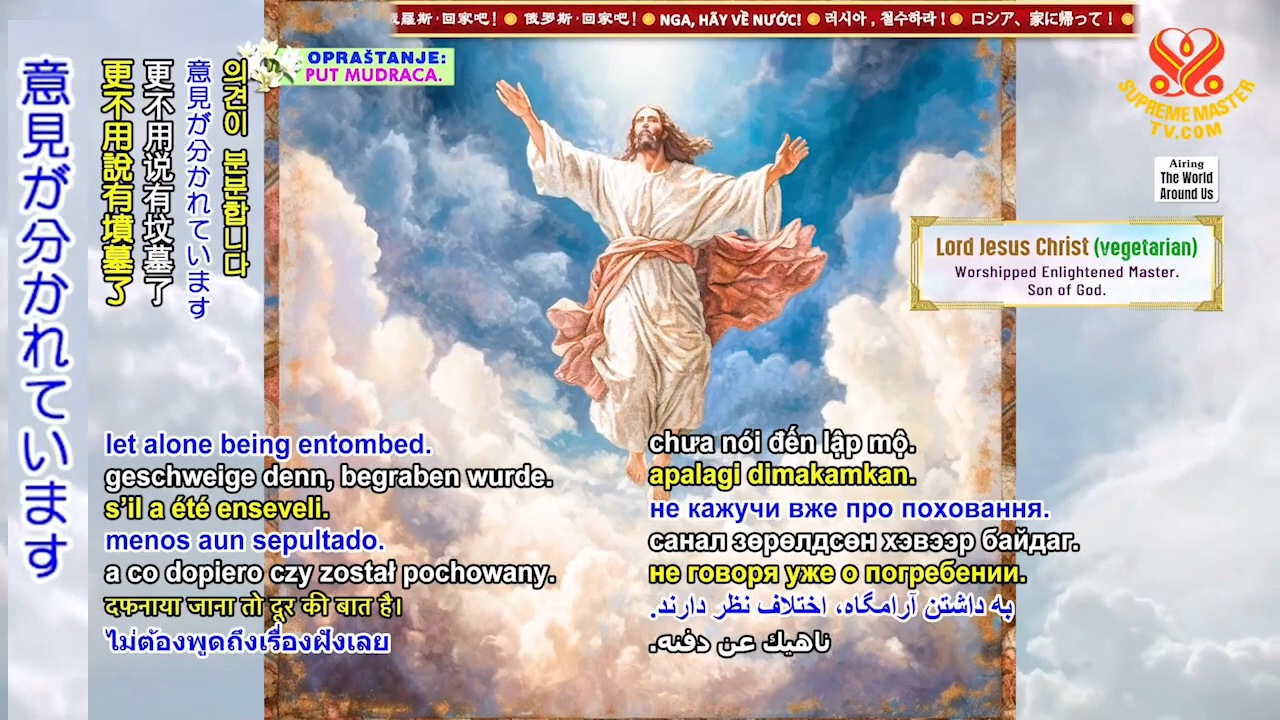 俄羅斯，回家吧! 俄罗斯，回家吧! NGA, HÃY VỀ NƯỚC! 러시아, 철수하라! ロシア、家に帰って!
OPRAŠTANJE:
PUT MUDRACA.
SUPREME MASTER
TV.COM
Airing
The World
Around Us
Lord Jesus Christ (vegetarian)
Worshipped Enlightened Master.
Son of God.
意見が分かれています
更不用說有墳墓了
更不用说有坟墓了
意見が分かれています
의견이 분분합니다
let alone being entombed.
geschweige denn, begraben wurde.
s'il a été enseveli.
menos aun sepultado.
a co dopiero czy został pochowany.
दफनाया जाना तो दूर की बात है।
ไม่ต้องพูดถึงเรื่องฝังเลย
chưa nói đến lập mộ.
apalagi dimakamkan.
не кажучи вже про поховання.
санал зөрөлдсөн хэвээр байдаг.
не говоря уже о погребении.
به داشتن آرامگاه، اختلاف نظر دارند.
ناهيك عن دفنه.